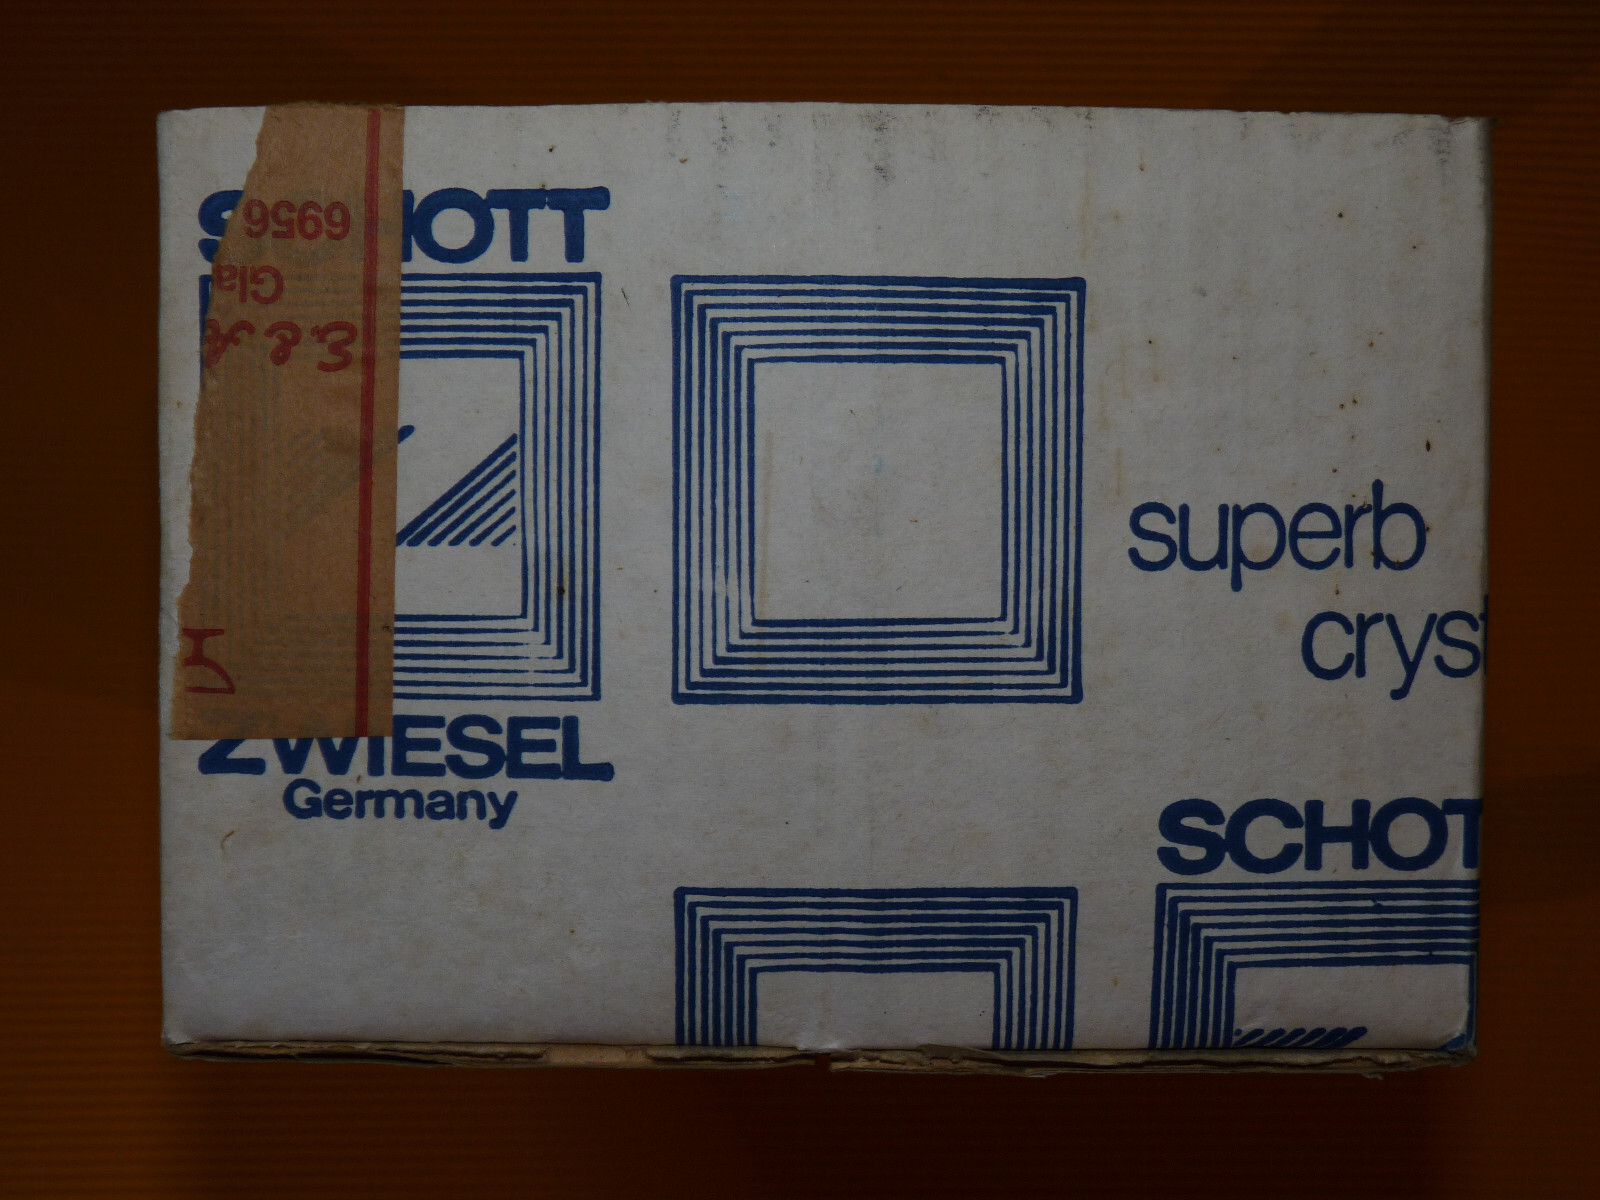 SCHOTT
6956
Gla
E. & A
ZWIESEL
Germany
superb
cryst
SCHOT